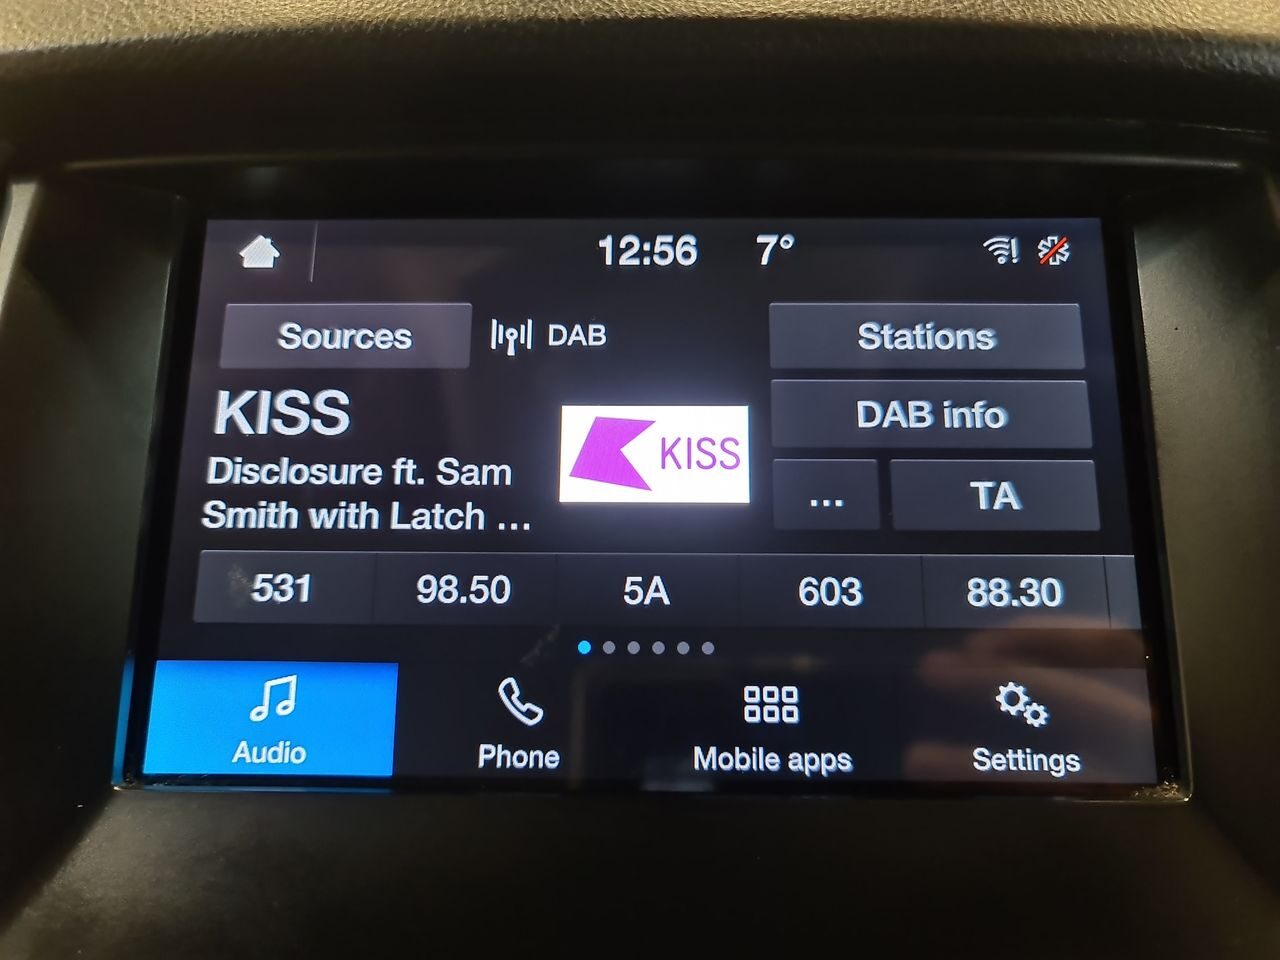 12:56 7°
Sources DAB Stations
KISS
KISS
DAB info
Disclosure ft. Sam
Smith with Latch ...
... TA
531 98.50 5A 603 88.30
Audio Phone Mobile apps Settings